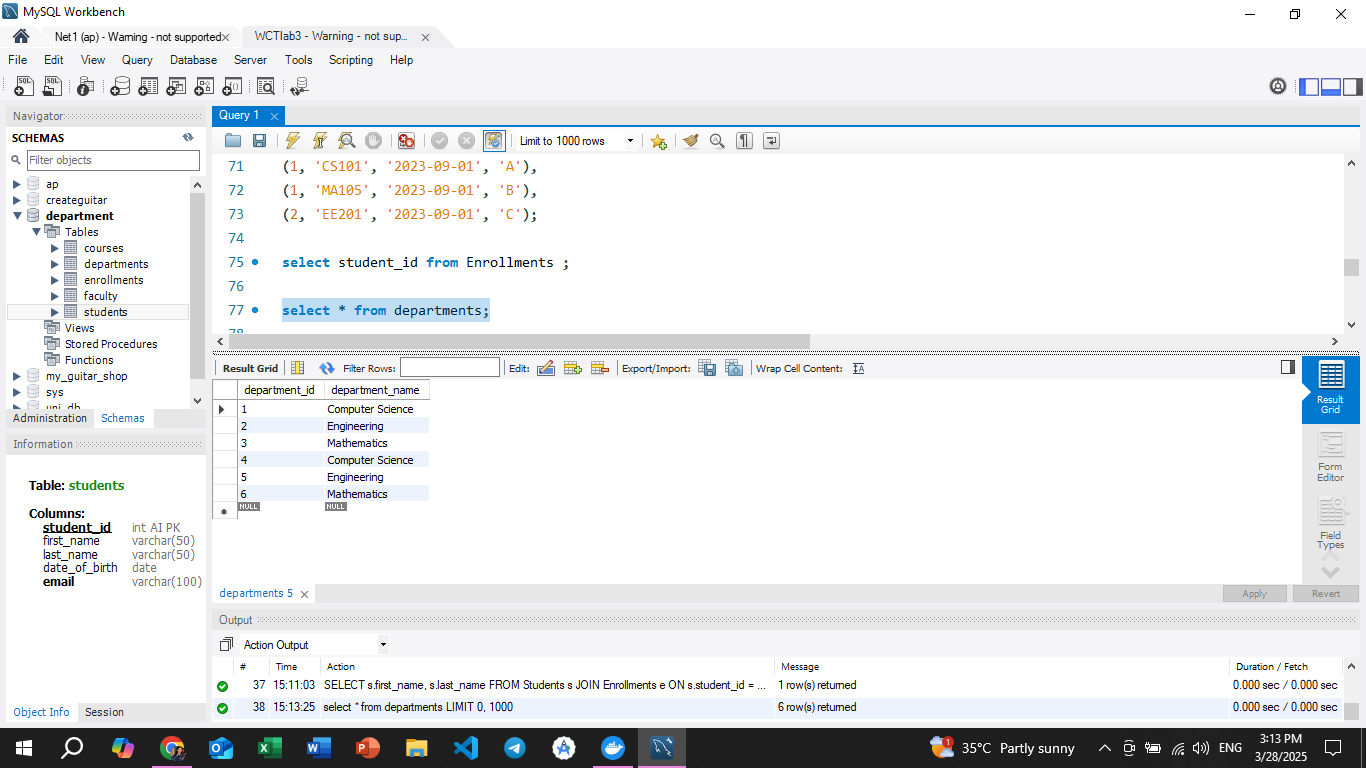 MySQL Workbench
Net1 (ap) - Warning - not supported
WCTlab3 - Warning - not sup...
File Edit View Query Database Server Tools Scripting Help
Navigator
SCHEMAS
Filter objects
ap
createguitar
department
Tables
courses
departments
enrollments
faculty
students
Views
Stored Procedures
Functions
my_guitar_shop
sys
uni_db
Administration Schemas
Information
Table: students
Columns:
student_id int AI PK
first_name varchar(50)
last_name varchar(50)
date_of_birth date
email varchar(100)
Object Info Session
Query 1
Limit to 1000 rows
71 (1, 'CS101', '2023-09-01', 'A'),
72 (1, 'MA105', '2023-09-01', 'B'),
73 (2, 'EE201', '2023-09-01', 'C');
74
75 select student_id from Enrollments ;
76
77 select * from departments;
78
Result Grid Filter Rows: Edit: Export/Import: Wrap Cell Content:
department_id department_name
1 Computer Science
2 Engineering
3 Mathematics
4 Computer Science
5 Engineering
6 Mathematics
NULL NULL
Result
Grid
Form
Editor
Field
Types
departments 5
Apply Revert
Output
Action Output
# Time Action Message Duration / Fetch
37 15:11:03 SELECT s.first_name, s.last_name FROM Students s JOIN Enrollments e ON s.student_id = ... 1 row(s) returned 0.000 sec / 0.000 sec
38 15:13:25 select * from departments LIMIT 0, 1000 6 row(s) returned 0.000 sec / 0.000 sec
1 35°C Partly sunny ENG 3:13 PM
3/28/2025